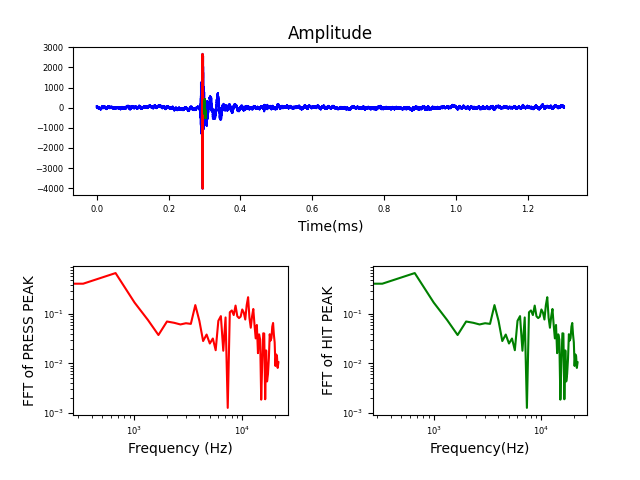 Amplitude
3000
2000
1000
0
−1000
−2000
−3000
−4000
0.0 0.2 0.4 0.6 0.8 1.0 1.2
Time(ms)
FFT of PRESS PEAK
10⁻¹
10⁻²
10⁻³
10³ 10⁴
Frequency (Hz)
FFT of HIT PEAK
10⁻¹
10⁻²
10⁻³
10³ 10⁴
Frequency(Hz)